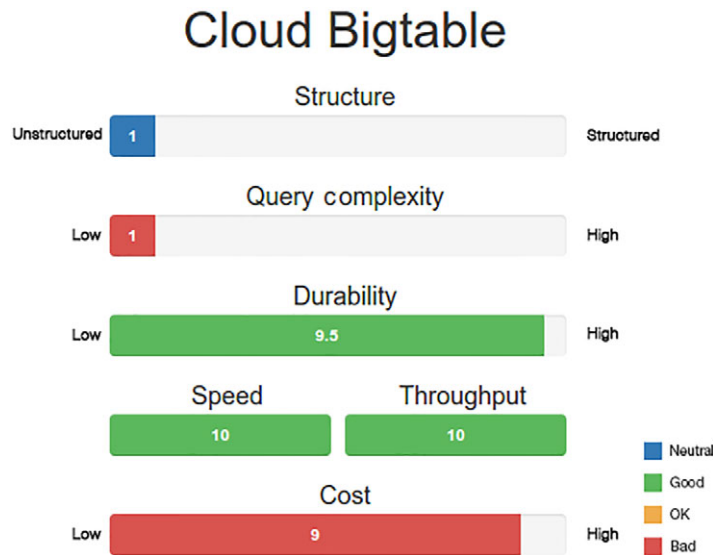 Cloud Bigtable
Structure
Unstructured 1 Structured
Query complexity
Low 1 High
Durability
Low 9.5 High
Speed Throughput
10 10
Neutral
Good
Cost
OK
Low 9 High
Bad